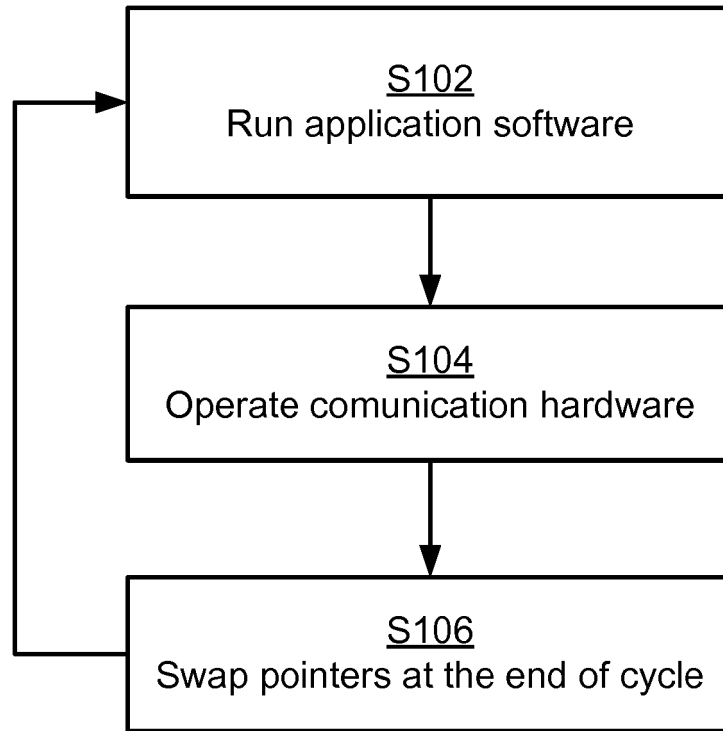 S102
Run application software
S104
Operate comunication hardware
S106
Swap pointers at the end of cycle